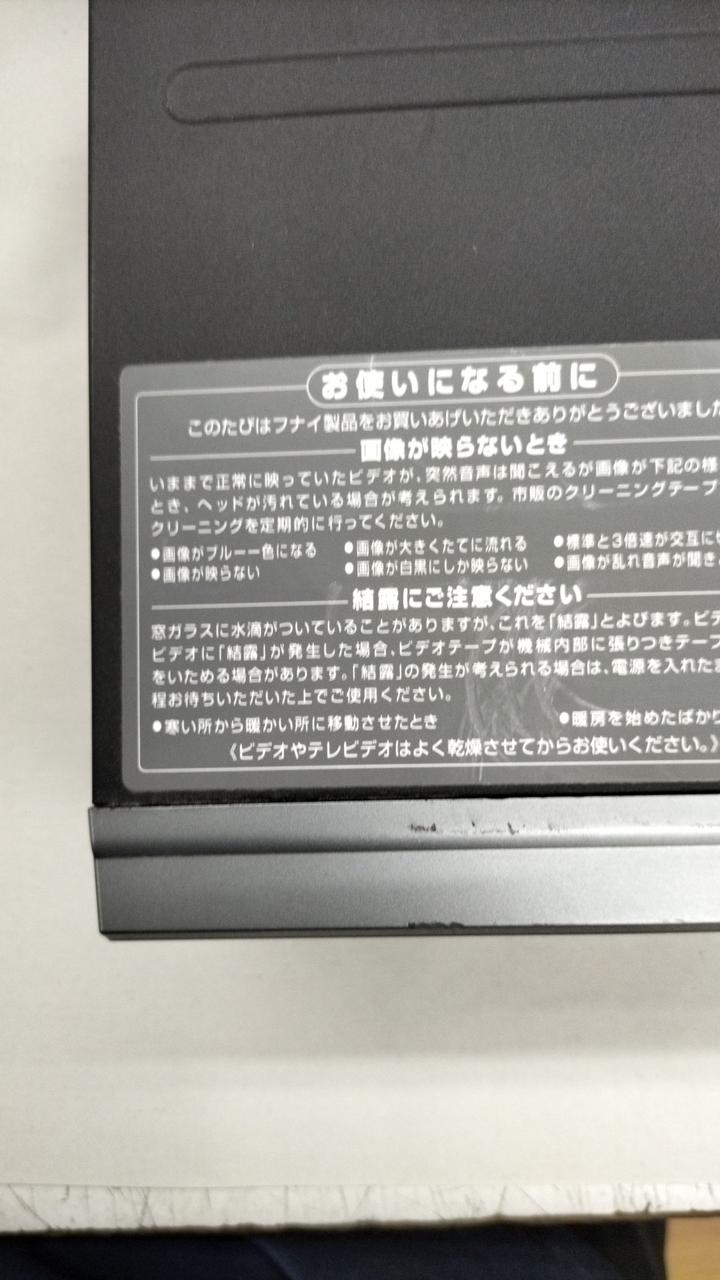 お使いになる前に
このたびはフナイ製品をお買いあげいただきありがとうございまし
画像が映らないとき
いままで正常に映っていたビデオが、突然音声は聞こえるが画像が下記の様
とき、ヘッドが汚れている場合が考えられます。市販のクリーニングテープ
クリーニングを定期的に行ってください。
●画像がブルー一色になる ●画像が大きくたてに流れる ●標準と3倍速が交互に
●画像が映らない ●画像が白黒にしか映らない ●画像が乱れ音声が聞き
結露にご注意ください
窓ガラスに水滴がついていることがありますが、これを「結露」とよびます。ビデ
ビデオに「結露」が発生した場合、ビデオテープが機械内部に張りつきテープ
をいためる場合があります。「結露」の発生が考えられる場合は、電源を入れたま
程お待ちいただいた上でご使用ください。
●寒い所から暖かい所に移動させたとき ●暖房を始めたばかり
《ビデオやテレビデオはよく乾燥させてからお使いください。》